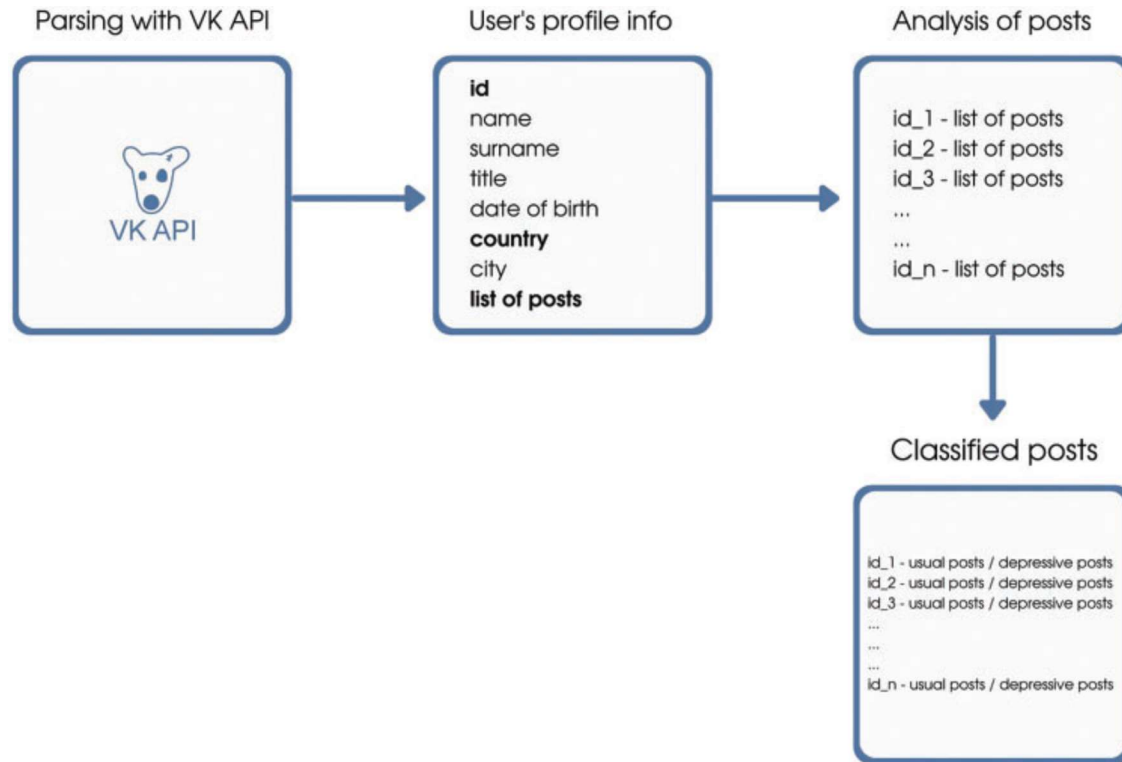 Parsing with VK API
VK API
User's profile info
id
name
surname
title
date of birth
country
city
list of posts
Analysis of posts
id_1 - list of posts
id_2 - list of posts
id_3 - list of posts
...
...
id_n - list of posts
Classified posts
id_1 - usual posts / depressive posts
id_2 - usual posts / depressive posts
id_3 - usual posts / depressive posts
...
...
...
id_n - usual posts / depressive posts